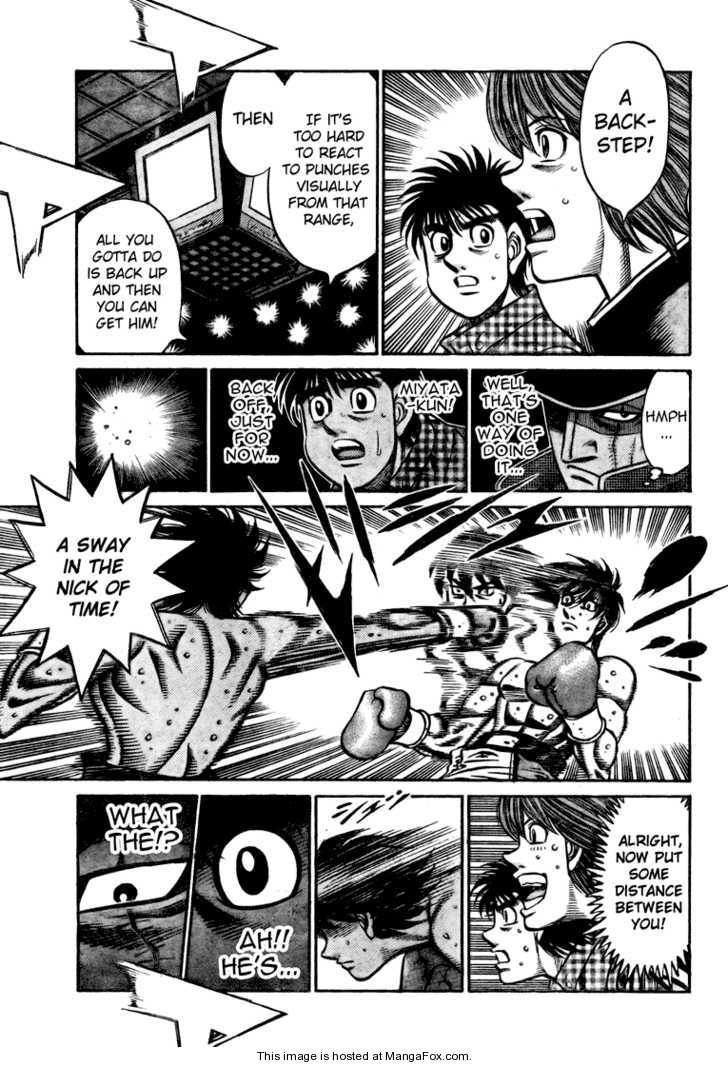 A
BACK-
STEP!
IF IT'S
TOO HARD
TO REACT
TO PUNCHES
VISUALLY
FROM THAT
RANGE,
THEN
ALL YOU
GOTTA DO
IS BACK UP
AND THEN
YOU CAN
GET HIM!
HMPH
...
WELL,
THAT'S
ONE
WAY OF
DOING
IT...
MIYATA
-KUN!
BACK
OFF,
JUST
FOR
NOW...
A SWAY
IN THE
NICK OF
TIME!
ALRIGHT,
NOW PUT
SOME
DISTANCE
BETWEEN
YOU!
AH!!
HE'S...
WHAT
THE!?
This image is hosted at MangaFox.com.